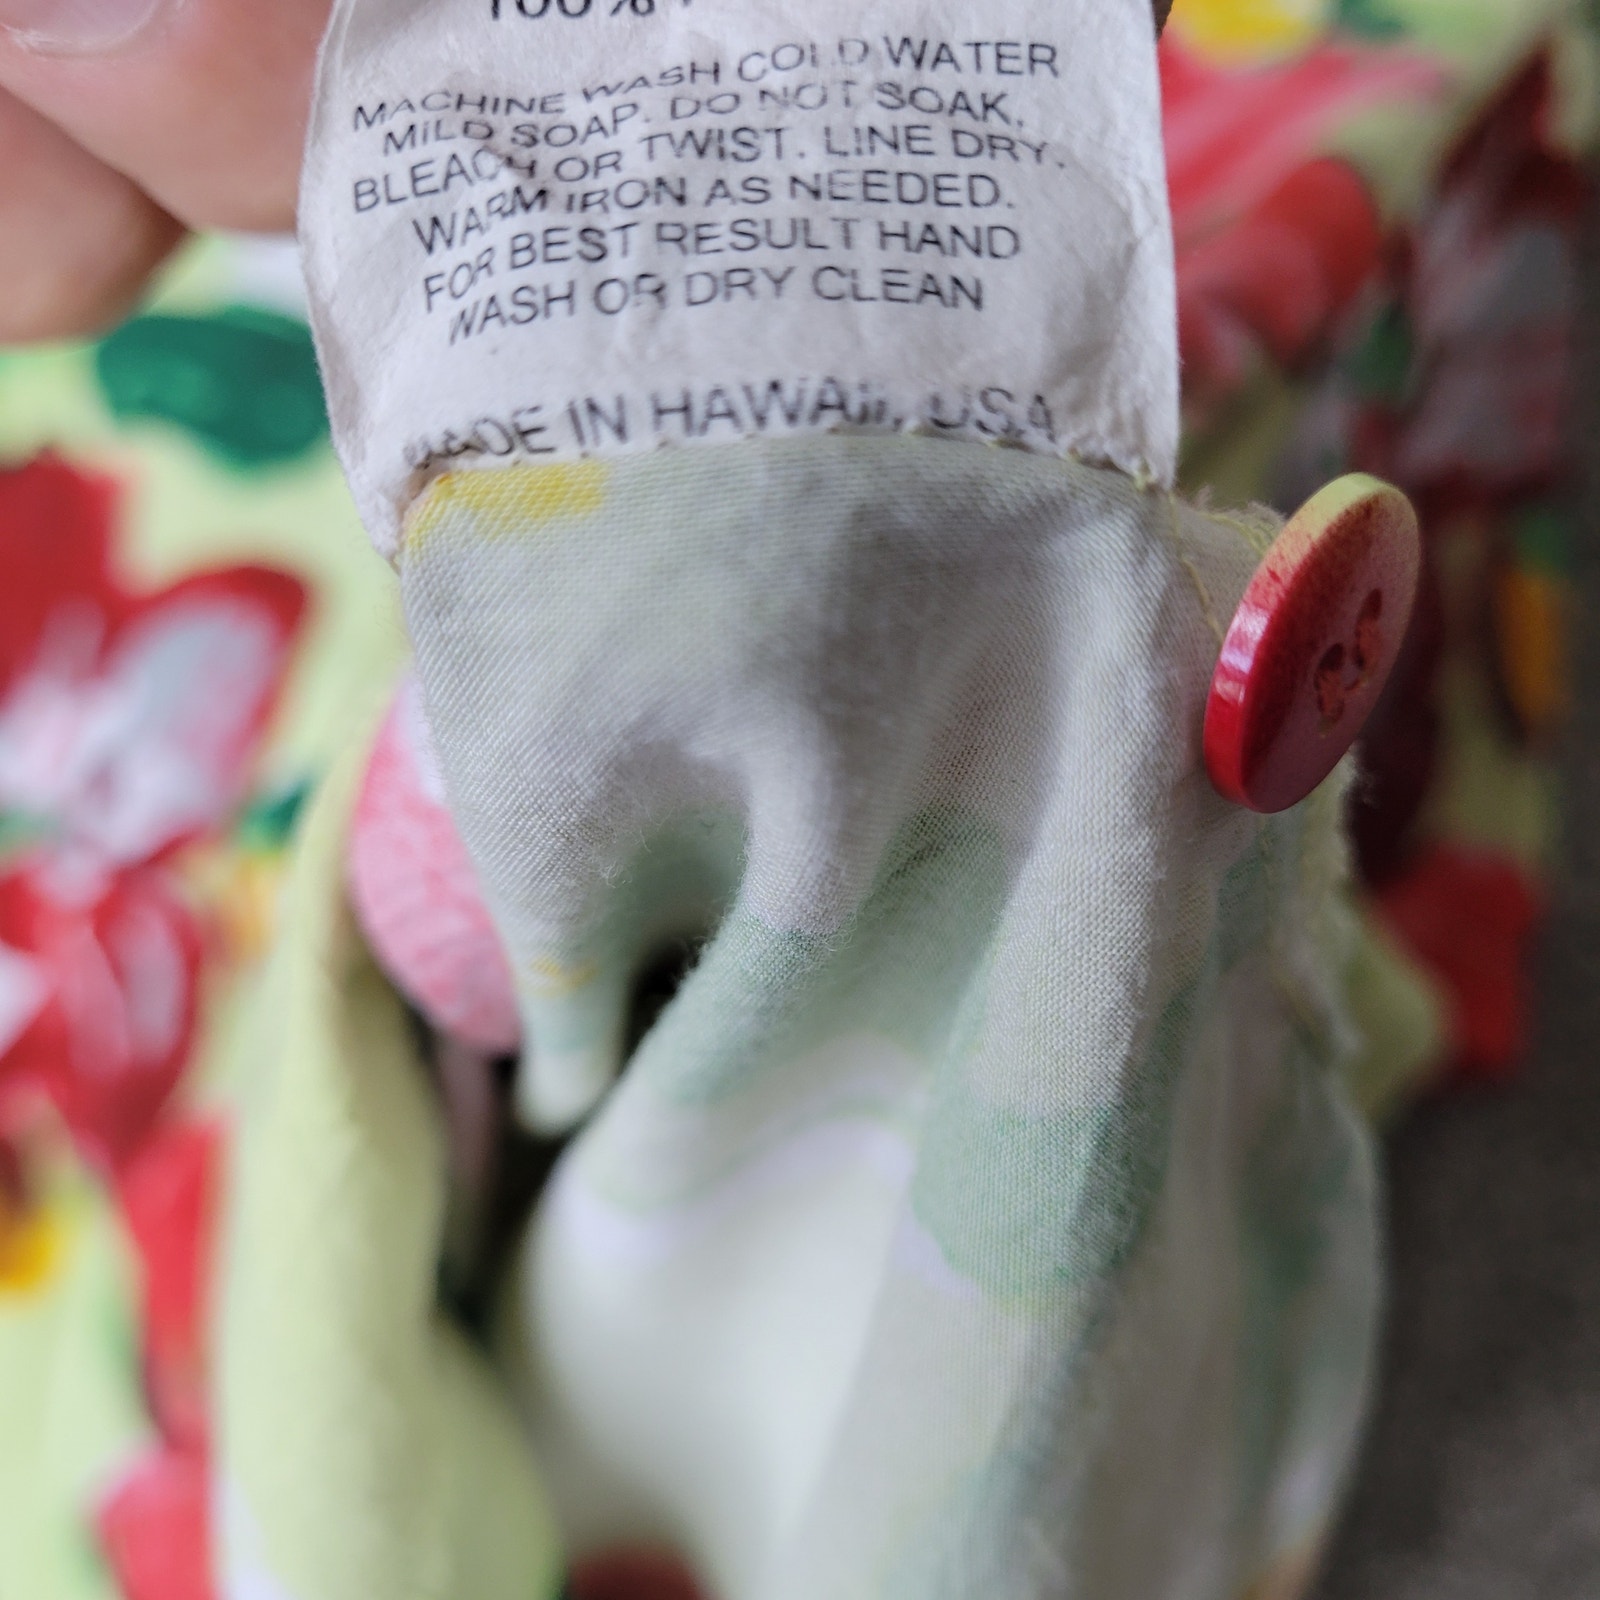 100%
MACHINE WASH COLD WATER
MILD SOAP. DO NOT SOAK.
BLEACH OR TWIST. LINE DRY.
WARM IRON AS NEEDED.
FOR BEST RESULT HAND
WASH OR DRY CLEAN
MADE IN HAWAII, USA